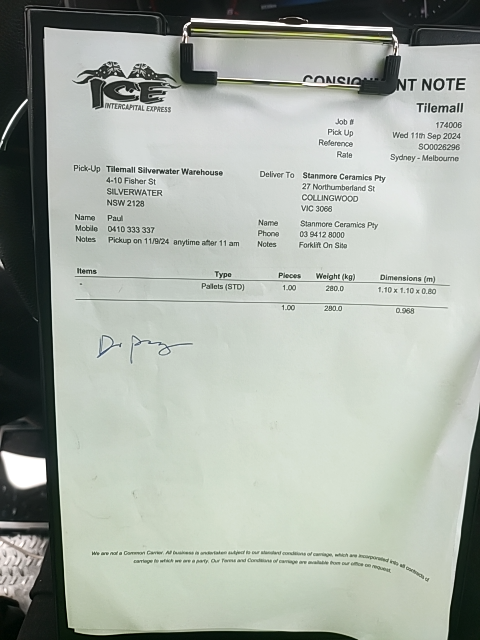 ICE
INTERCAPITAL EXPRESS
NT NOTE
Tilemall
Job # 174006
Pick Up Wed 11th Sep 2024
Reference SO0026296
Rate Sydney - Melbourne
Pick-Up Tilemall Silverwater Warehouse
4-10 Fisher St
SILVERWATER
NSW 2128
Name Paul
Mobile 0410 333 337
Notes Pickup on 11/9/24 anytime after 11 am
Deliver To Stanmore Ceramics Pty
27 Northumberland St
COLLINGWOOD
VIC 3066
Name Stanmore Ceramics Pty
Phone 03 9412 8000
Notes Forklift On Site
Items Type Pieces Weight (kg) Dimensions (m)
Pallets (STD) 1.00 280.0 1.10 x 1.10 x 0.80
1.00 280.0 0.968
We are not a Common Carrier. All business is undertaken subject to our standard conditions of carriage, which are incorporated into all contracts of
carriage to which we are a party. Our Terms and Conditions of carriage are available from our office on request.